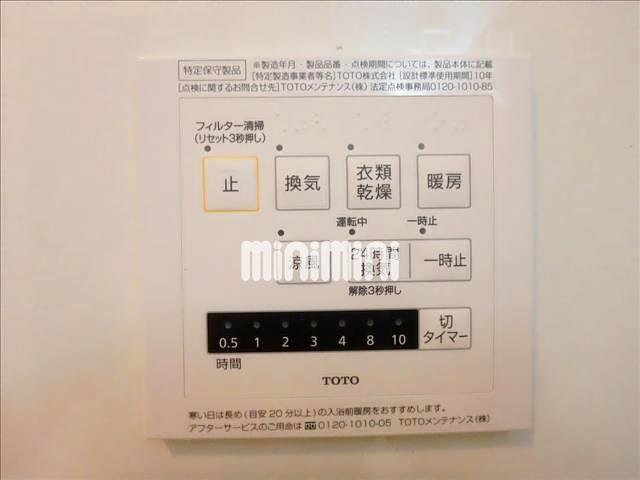 特定保守製品
※製造年月・製品品番・点検期間については、製品本体に記載
[特定製造事業者等名]TOTO株式会社 [設計標準使用期間]10年
[点検に関するお問合せ先]TOTOメンテナンス(株) 法定点検事務局0120-1010-85
フィルター清掃
(リセット3秒押し)
止
換気
衣類
乾燥
暖房
運転中
一時止
涼風
24時間
換気
一時止
minimini
解除3秒押し
0.5 1 2 3 4 8 10
時間
切
タイマー
TOTO
寒い日は長め(目安20分以上)の入浴前暖房をおすすめします。
アフターサービスのご用命は 0120-1010-05 TOTOメンテナンス(株)